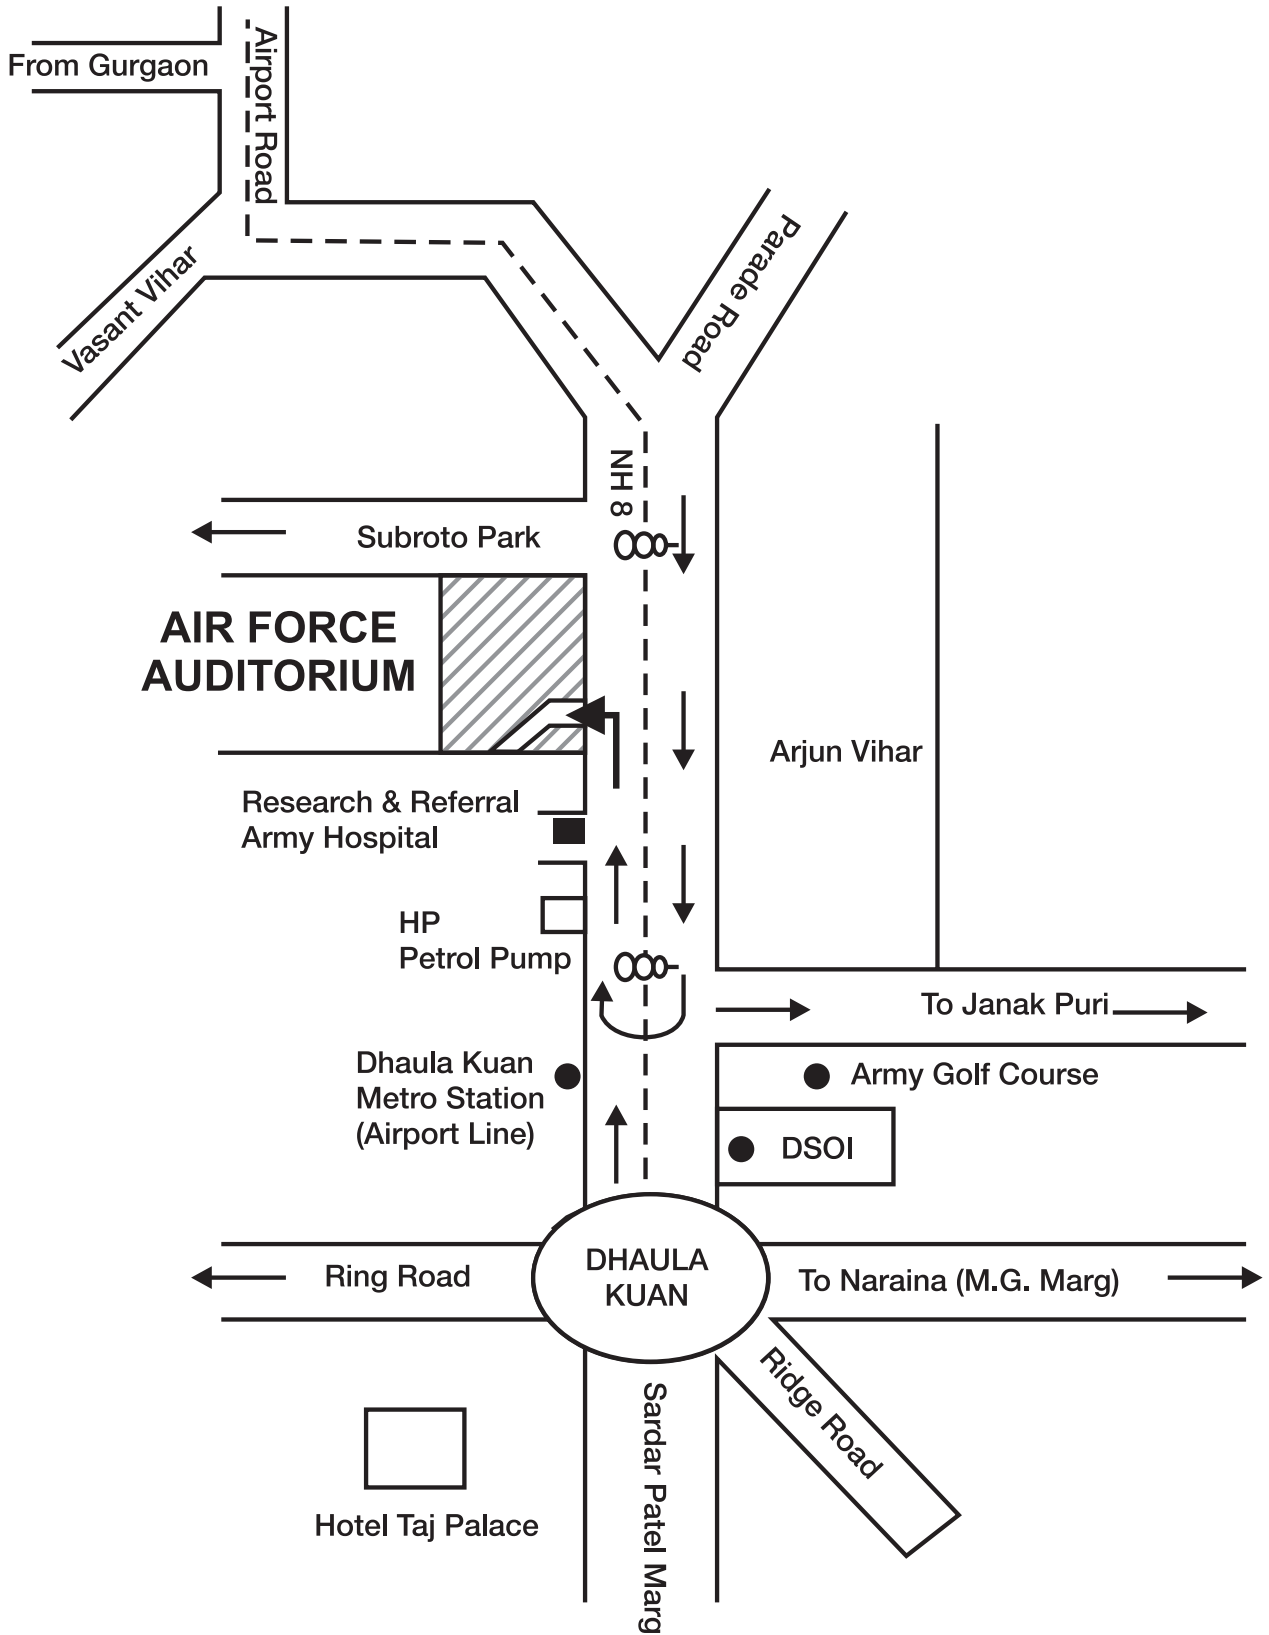 Airport Road
From Gurgaon
Vasant Vihar
Parade Road
NH 8
Subroto Park
AIR FORCE
AUDITORIUM
Arjun Vihar
Research & Referral
Army Hospital
HP
Petrol Pump
To Janak Puri
Dhaula Kuan
Metro Station
(Airport Line)
Army Golf Course
DSOI
Ring Road
DHAULA
KUAN
To Naraina (M.G. Marg)
Ridge Road
Sardar Patel Marg
Hotel Taj Palace